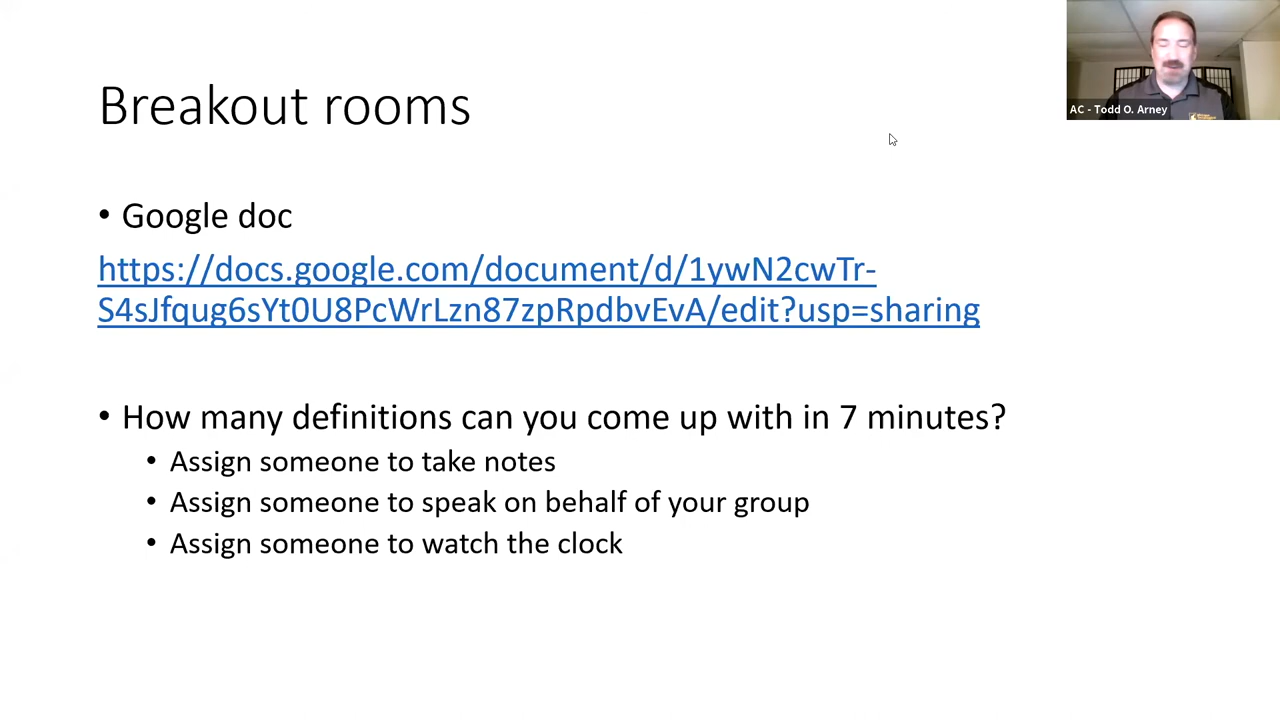 Breakout rooms
AC - Todd O. Arney
• Google doc
https://docs.google.com/document/d/1ywN2cwTr-
S4sJfqug6sYt0U8PcWrLzn87zpRpdbvEvA/edit?usp=sharing
• How many definitions can you come up with in 7 minutes?
• Assign someone to take notes
• Assign someone to speak on behalf of your group
• Assign someone to watch the clock